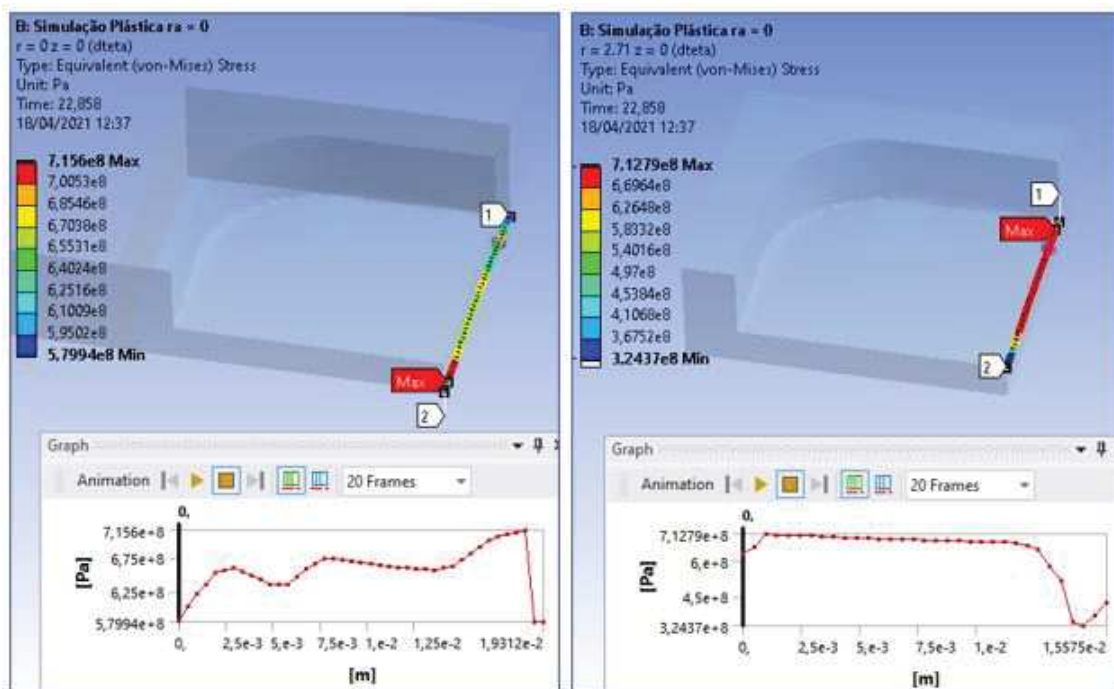 B: Simulação Plástica ra = 0
r = 0 z = 0 (dteta)
Type: Equivalent (von-Mises) Stress
Unit: Pa
Time: 22,858
18/04/2021 12:37
7,156e8 Max
7,0053e8
6,8546e8
6,7038e8
6,5531e8
6,4024e8
6,2516e8
6,1009e8
5,9502e8
5,7994e8 Min
1
Max
2
Graph
Animation
20 Frames
0,
7,156e+8
6,75e+8
6,25e+8
5,7994e+8
[Pa]
0,
2,5e-3
5,e-3
7,5e-3
1,e-2
1,25e-2
1,9312e-2
[m]
B: Simulação Plástica ra = 0
r = 2.71 z = 0 (dteta)
Type: Equivalent (von-Mises) Stress
Unit: Pa
Time: 22,858
18/04/2021 12:37
7,1279e8 Max
6,6964e8
6,2648e8
5,8332e8
5,4016e8
4,97e8
4,5384e8
4,1068e8
3,6752e8
3,2437e8 Min
1
Max
2
Graph
Animation
20 Frames
0,
7,1279e+8
6,e+8
4,5e+8
3,2437e+8
[Pa]
0,
2,5e-3
5,e-3
7,5e-3
1,e-2
1,5575e-2
[m]